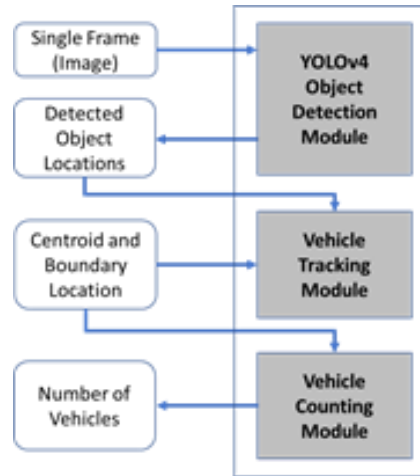 Single Frame
(Image)
YOLOv4
Object
Detection
Module
Detected
Object
Locations
Centroid and
Boundary
Location
Vehicle
Tracking
Module
Number of
Vehicles
Vehicle
Counting
Module